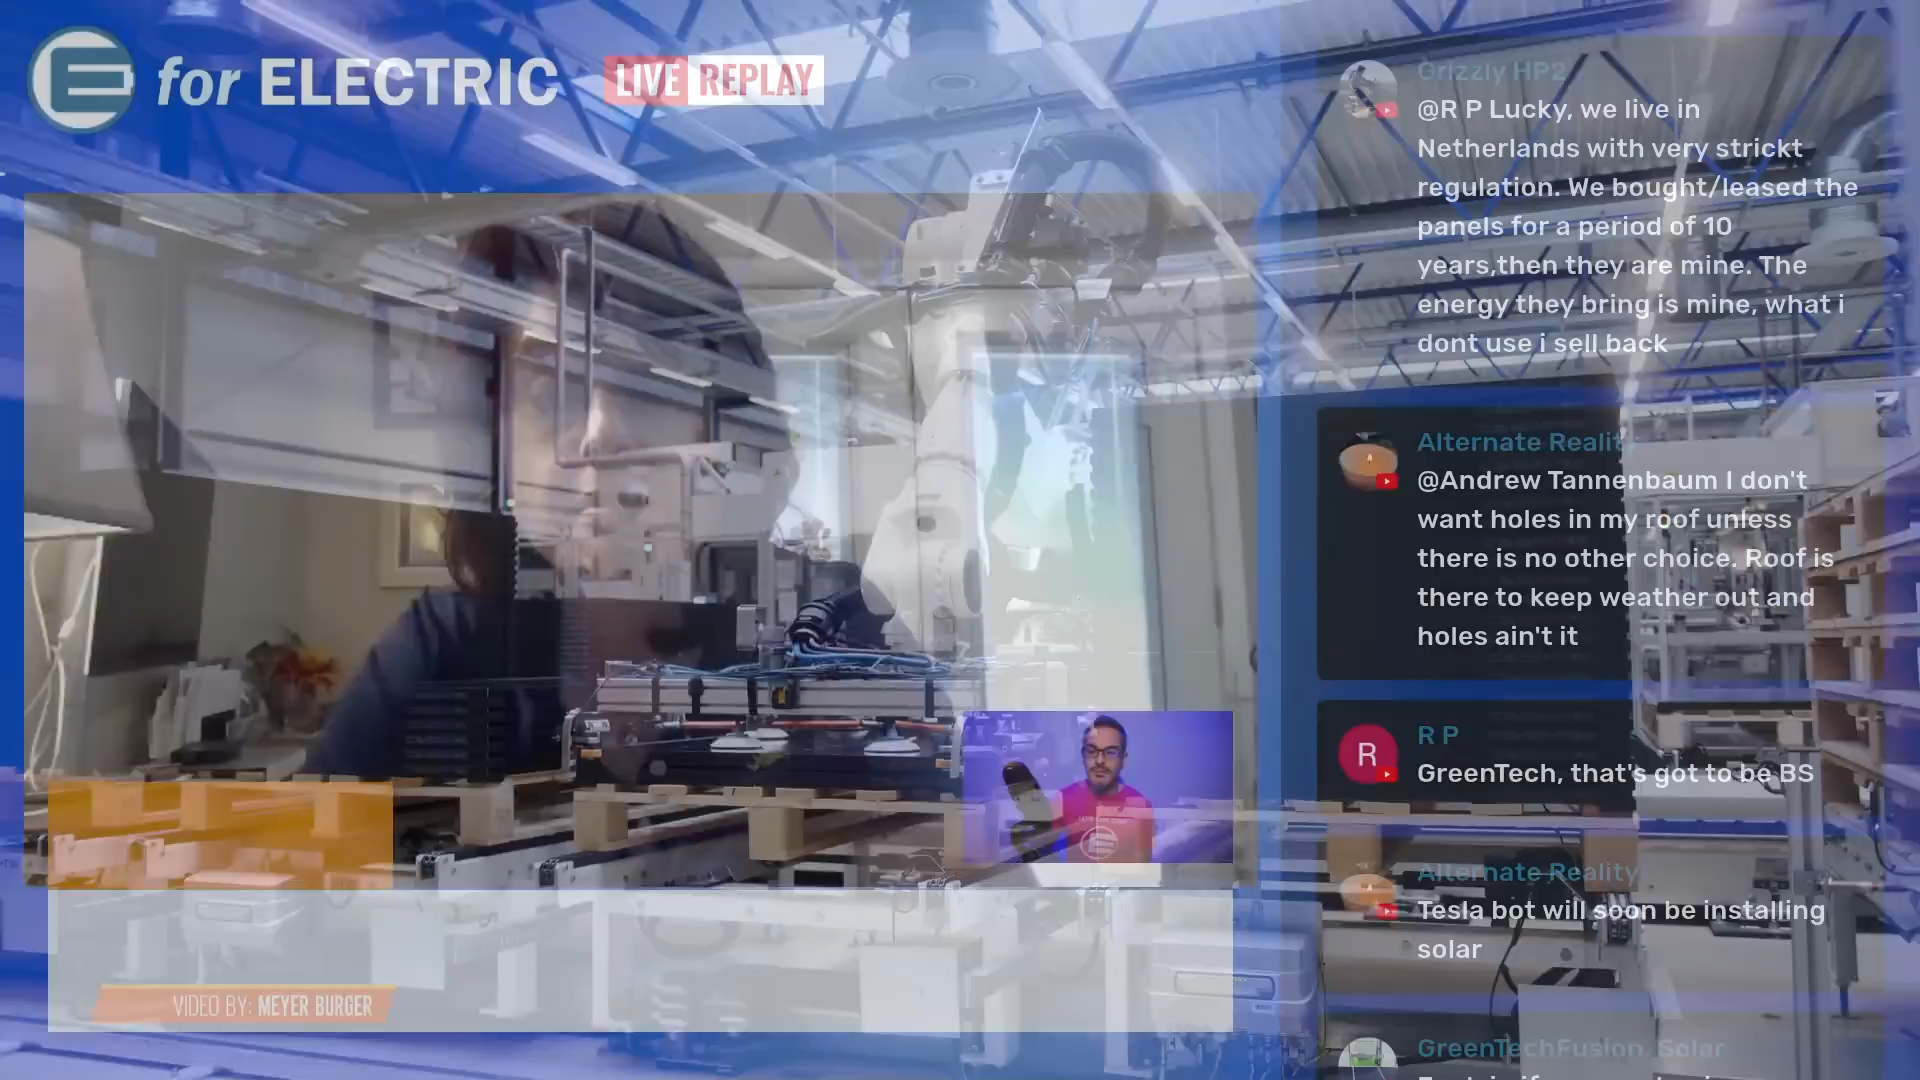 for ELECTRIC
LIVE REPLAY
Grizzly HP2
@R P Lucky, we live in
Netherlands with very strickt
regulation. We bought/leased the
panels for a period of 10
years,then they are mine. The
energy they bring is mine, what i
dont use i sell back
Alternate Reality
@Andrew Tannenbaum I don't
want holes in my roof unless
there is no other choice. Roof is
there to keep weather out and
holes ain't it
R
R P
GreenTech, that's got to be BS
Alternate Reality
Tesla bot will soon be installing
solar
GreenTechFusion. Solar
VIDEO BY: MEYER BURGER